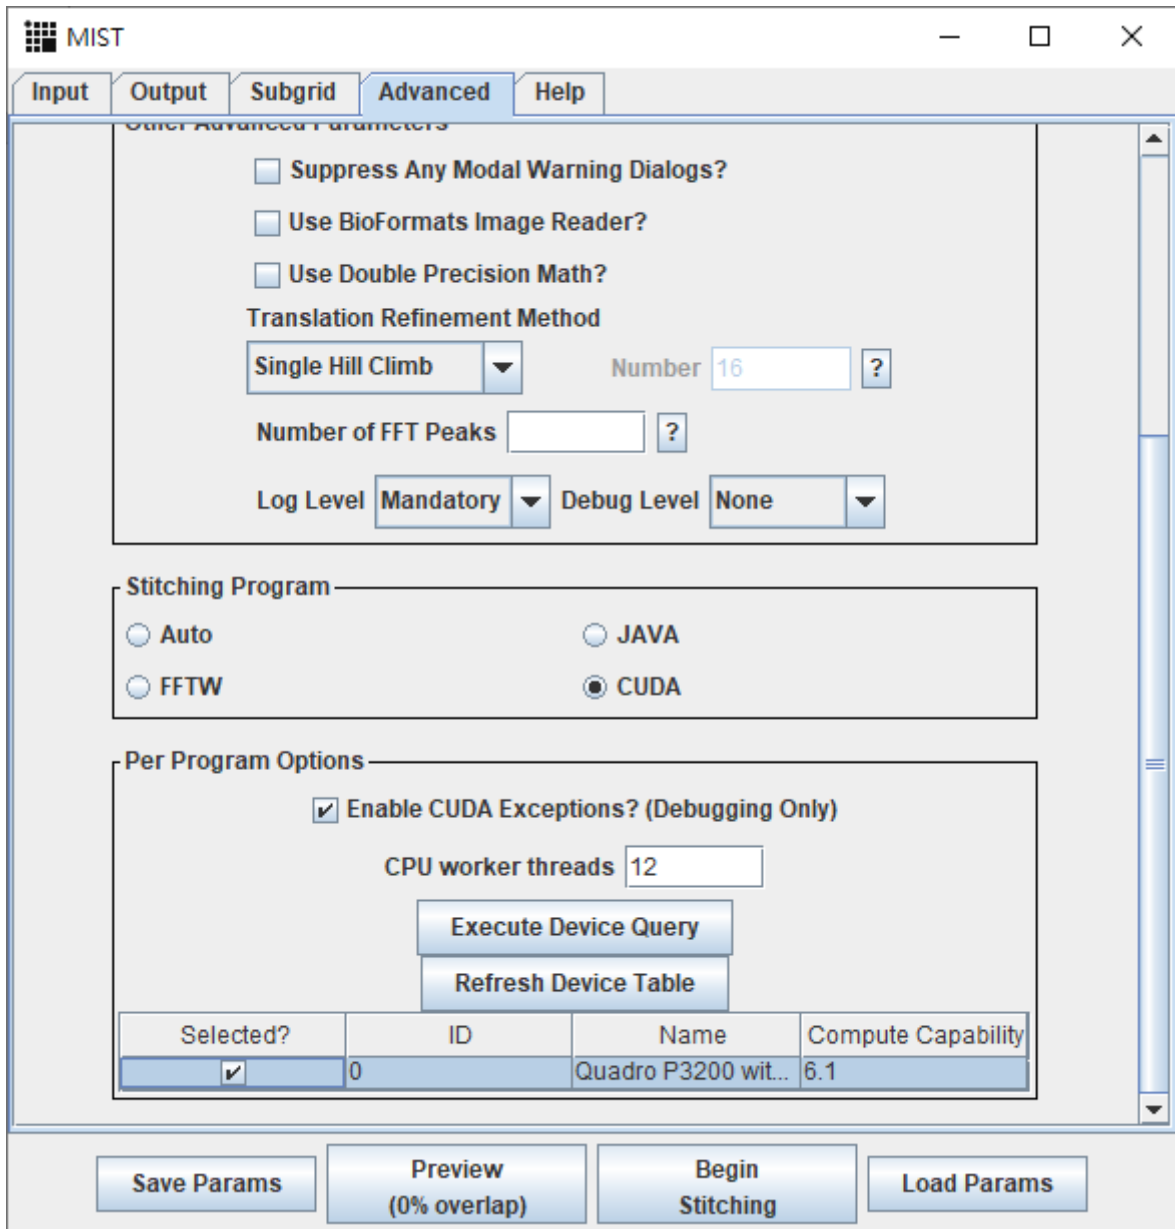 MIST
Input Output Subgrid Advanced Help
Other Advanced Parameters
Suppress Any Modal Warning Dialogs?
Use BioFormats Image Reader?
Use Double Precision Math?
Translation Refinement Method
Single Hill Climb Number 16 ?
Number of FFT Peaks ?
Log Level Mandatory Debug Level None
Stitching Program
Auto JAVA
FFTW CUDA
Per Program Options
Enable CUDA Exceptions? (Debugging Only)
CPU worker threads 12
Execute Device Query
Refresh Device Table
Selected? ID Name Compute Capability
0 Quadro P3200 wit... 6.1
Save Params Preview (0% overlap) Begin Stitching Load Params